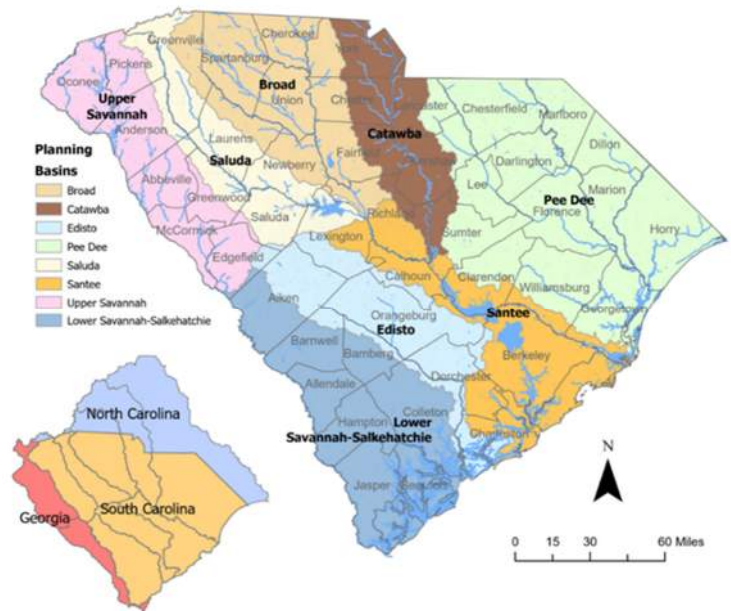 Greenville
Cherokee
York
Pickens
Spartanburg
Oconee
Broad
Union
Chester
Lancaster
Upper
Savannah
Anderson
Laurens
Catawba
Chesterfield
Marlboro
Dillon
Planning
Basins
Saluda
Newberry
Fairfield
Kershaw
Darlington
Lee
Marion
Abbeville
Greenwood
Pee Dee
Florence
Broad
Catawba
Edisto
Pee Dee
Saluda
Santee
Upper Savannah
Lower Savannah-Salkehatchie
McCormick
Saluda
Richland
Sumter
Horry
Edgefield
Lexington
Calhoun
Clarendon
Williamsburg
Georgetown
Aiken
Orangeburg
Santee
Edisto
Barnwell
Bamberg
Berkeley
Dorchester
Allendale
Colleton
Hampton
Lower
Savannah-Salkehatchie
Charleston
Jasper
Beaufort
North Carolina
South Carolina
Georgia
N
0 15 30 60 Miles